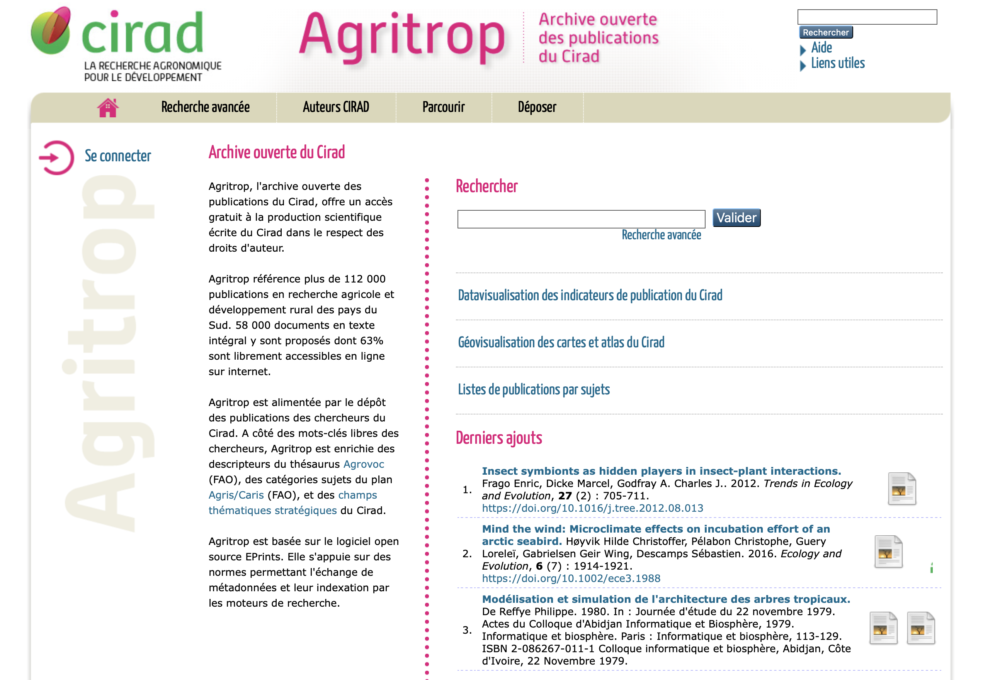 cirad
LA RECHERCHE AGRONOMIQUE
POUR LE DÉVELOPPEMENT
Agritrop
Archive ouverte
des publications
du Cirad
Rechercher
Aide
Liens utiles
Recherche avancée
Auteurs CIRAD
Parcourir
Déposer
Se connecter
Agritrop
Archive ouverte du Cirad
Agritrop, l'archive ouverte des
publications du Cirad, offre un accès
gratuit à la production scientifique
écrite du Cirad dans le respect des
droits d'auteur.
Agritrop référence plus de 112 000
publications en recherche agricole et
développement rural des pays du
Sud. 58 000 documents en texte
intégral y sont proposés dont 63%
sont librement accessibles en ligne
sur internet.
Agritrop est alimentée par le dépôt
des publications des chercheurs du
Cirad. A côté des mots-clés libres des
chercheurs, Agritrop est enrichie des
descripteurs du thésaurus Agrovoc
(FAO), des catégories sujets du plan
Agris/Caris (FAO), et des champs
thématiques stratégiques du Cirad.
Agritrop est basée sur le logiciel open
source EPrints. Elle s'appuie sur des
normes permettant l'échange de
métadonnées et leur indexation par
les moteurs de recherche.
Rechercher
Valider
Recherche avancée
Datavisualisation des indicateurs de publication du Cirad
Géovisualisation des cartes et atlas du Cirad
Listes de publications par sujets
Derniers ajouts
1.
Insect symbionts as hidden players in insect-plant interactions.
Frago Enric, Dicke Marcel, Godfray A. Charles J.. 2012. Trends in Ecology
and Evolution, 27 (2) : 705-711.
https://doi.org/10.1016/j.tree.2012.08.013
2.
Mind the wind: Microclimate effects on incubation effort of an
arctic seabird. Høyvik Hilde Christoffer, Pélabon Christophe, Guery
Loreleï, Gabrielsen Geir Wing, Descamps Sébastien. 2016. Ecology and
Evolution, 6 (7) : 1914-1921.
https://doi.org/10.1002/ece3.1988
3.
Modélisation et simulation de l'architecture des arbres tropicaux.
De Reffye Philippe. 1980. In : Journée d'étude du 22 novembre 1979.
Actes du Colloque d'Abidjan Informatique et Biosphère, 1979.
Informatique et biosphère. Paris : Informatique et biosphère, 113-129.
ISBN 2-086267-011-1 Colloque informatique et biosphère, Abidjan, Côte
d'Ivoire, 22 Novembre 1979.